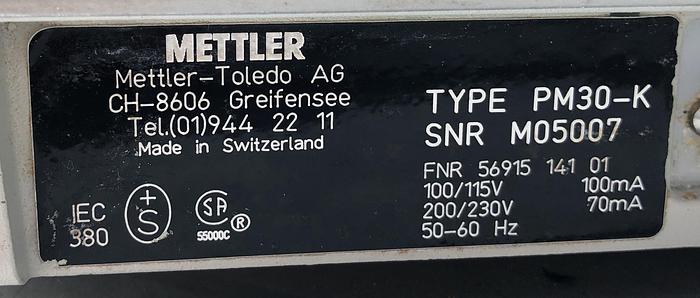 METTLER
Mettler-Toledo AG
CH-8606 Greifensee
Tel.(01)944 22 11
Made in Switzerland
IEC
380
+
S
SA
®
55000C
TYPE PM30-K
SNR M05007
FNR 56915 141 01
100/115V 100mA
200/230V 70mA
50-60 Hz